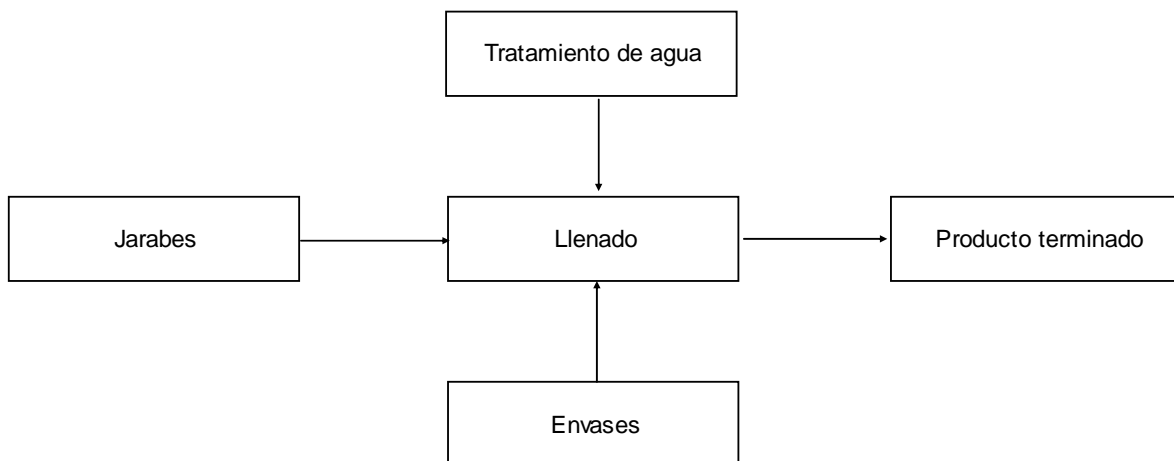 Tratamiento de agua
Jarabes
Llenado
Producto terminado
Envases